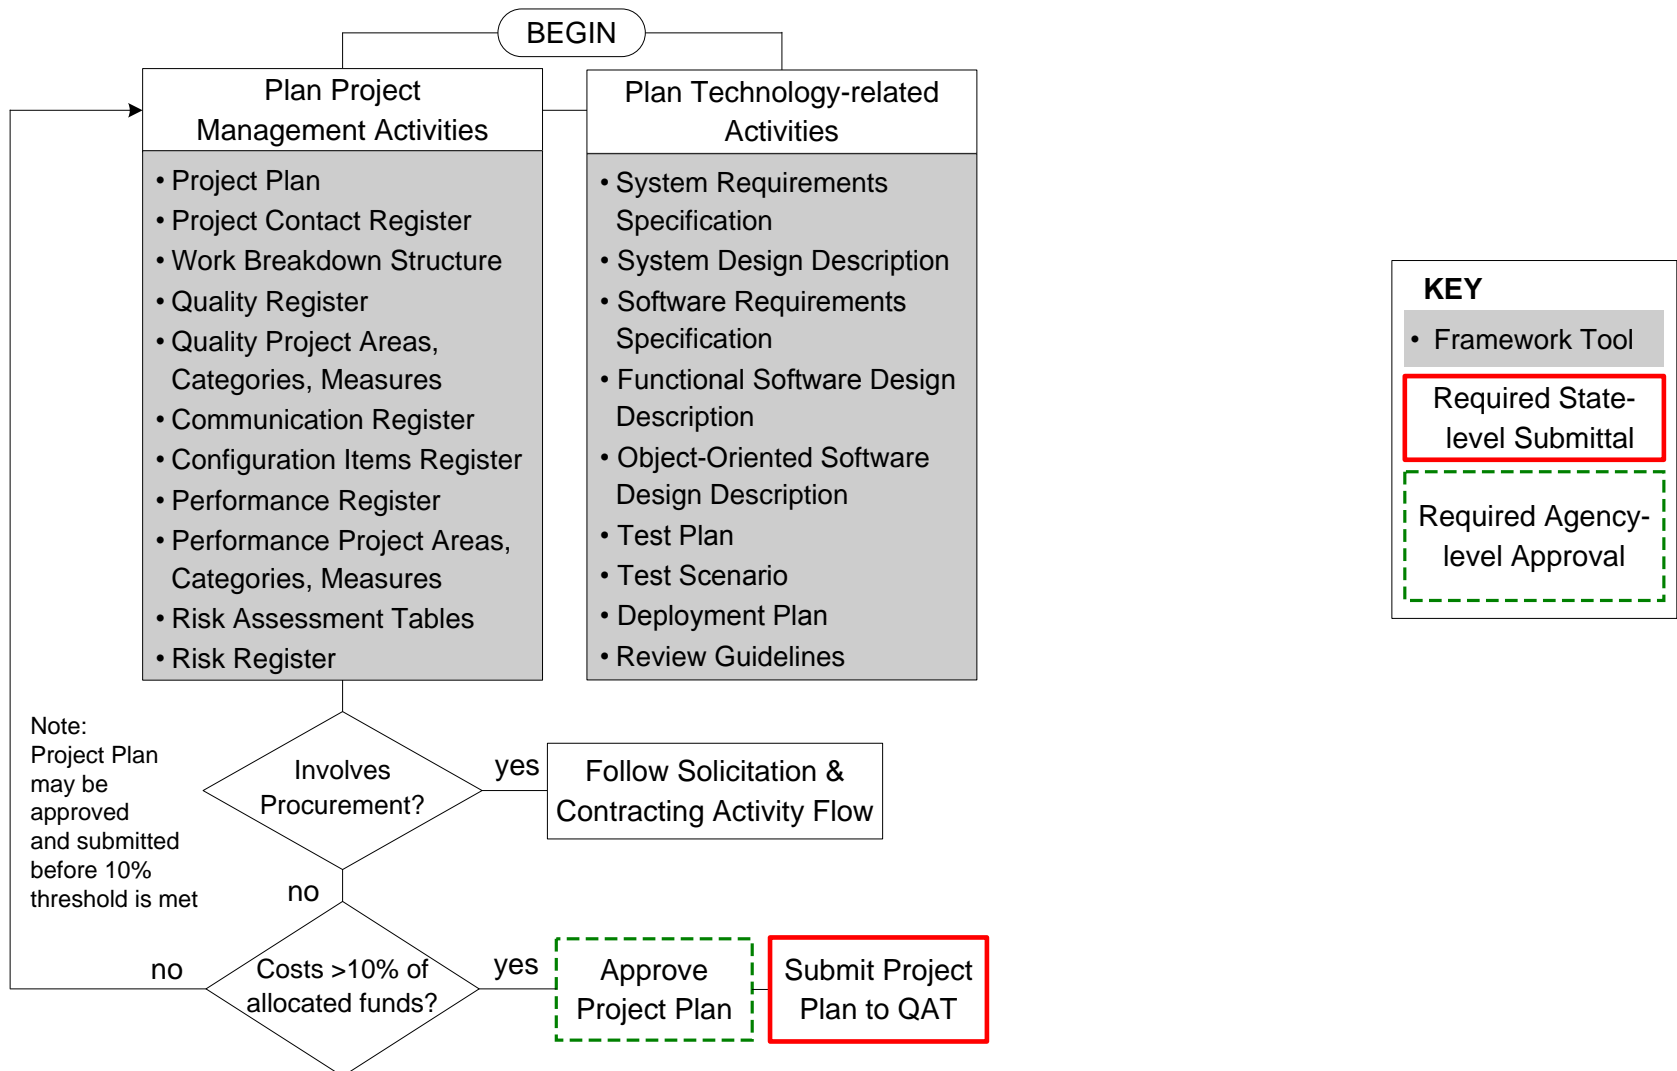 BEGIN
Plan Project
Management Activities
• Project Plan
• Project Contact Register
• Work Breakdown Structure
• Quality Register
• Quality Project Areas,
Categories, Measures
• Communication Register
• Configuration Items Register
• Performance Register
• Performance Project Areas,
Categories, Measures
• Risk Assessment Tables
• Risk Register
Plan Technology-related
Activities
• System Requirements
Specification
• System Design Description
• Software Requirements
Specification
• Functional Software Design
Description
• Object-Oriented Software
Design Description
• Test Plan
• Test Scenario
• Deployment Plan
• Review Guidelines
KEY
• Framework Tool
Required State-
level Submittal
Required Agency-
level Approval
Note:
Project Plan
may be
approved
and submitted
before 10%
threshold is met
Involves
Procurement?
yes
Follow Solicitation &
Contracting Activity Flow
no
no
Costs >10% of
allocated funds?
yes
Approve
Project Plan
Submit Project
Plan to QAT